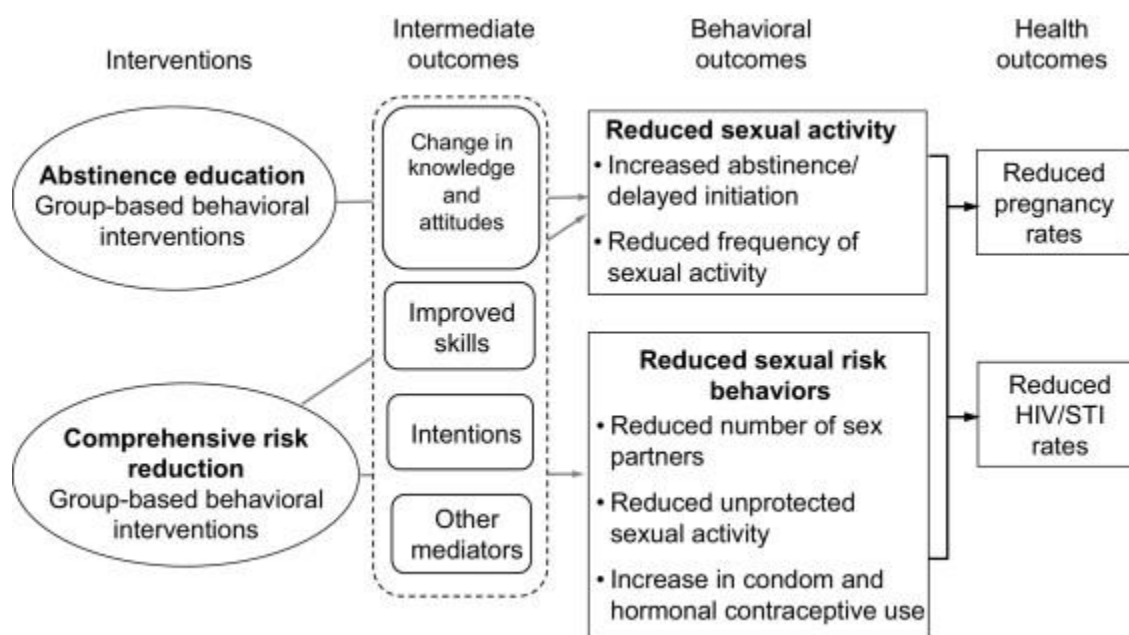 Interventions
Intermediate
outcomes
Behavioral
outcomes
Health
outcomes
Abstinence education
Group-based behavioral
interventions
Comprehensive risk
reduction
Group-based behavioral
interventions
Change in
knowledge
and
attitudes
Improved
skills
Intentions
Other
mediators
Reduced sexual activity
• Increased abstinence/
delayed initiation
• Reduced frequency of
sexual activity
Reduced sexual risk
behaviors
• Reduced number of sex
partners
• Reduced unprotected
sexual activity
• Increase in condom and
hormonal contraceptive use
Reduced
pregnancy
rates
Reduced
HIV/STI
rates